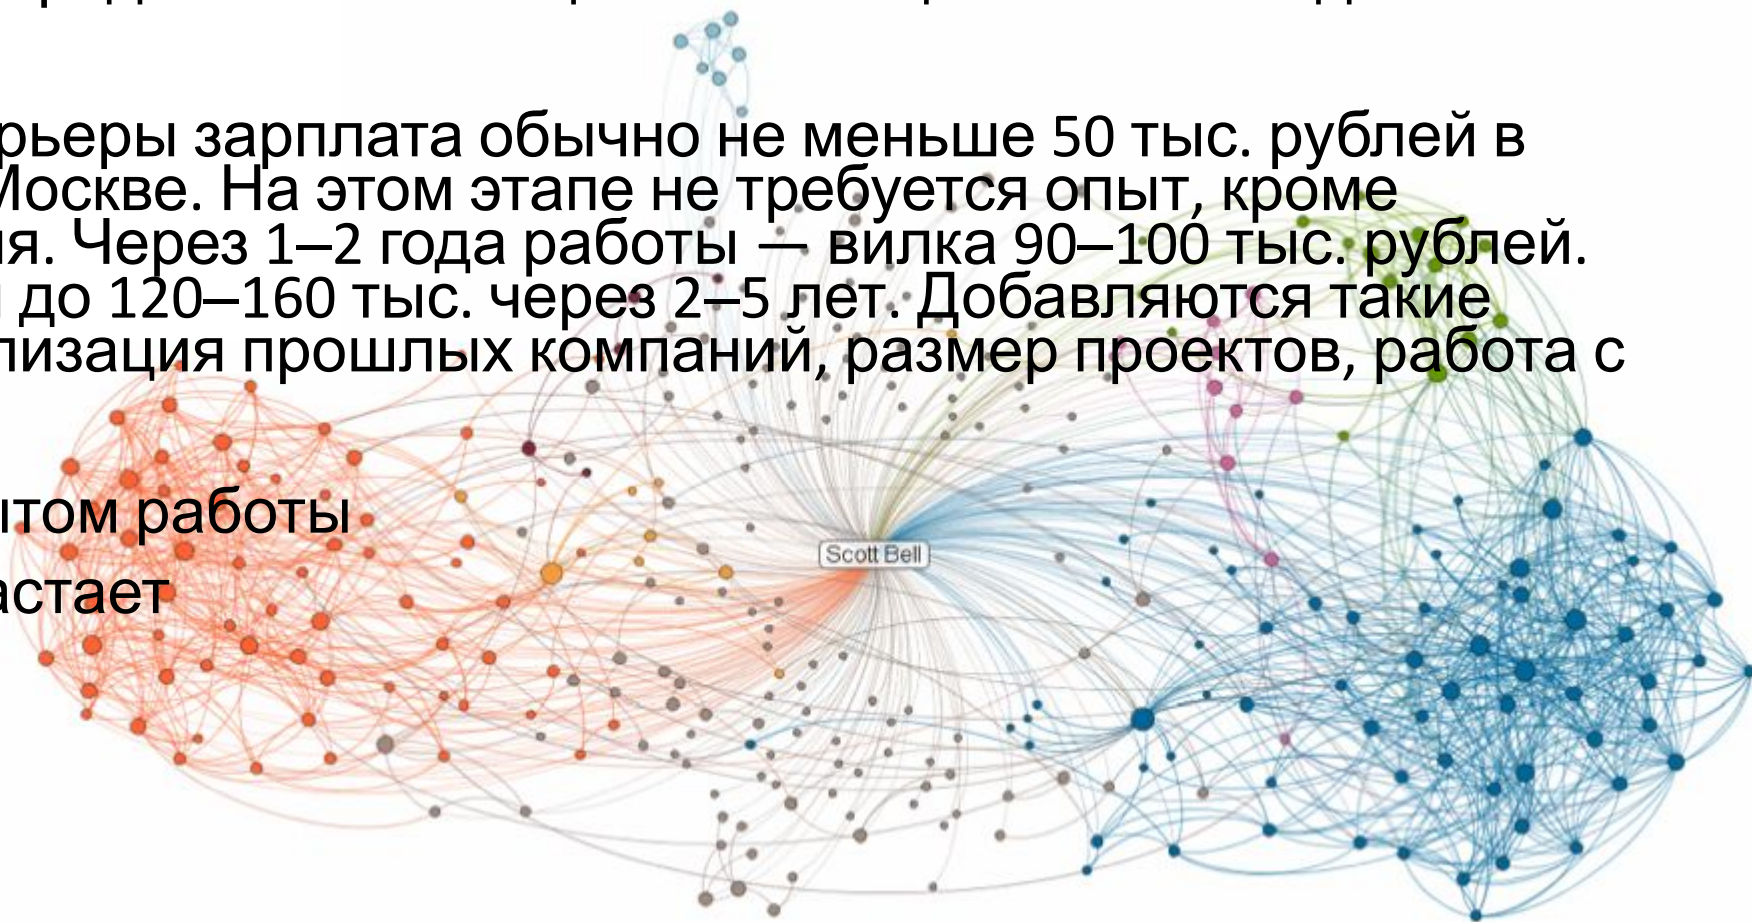 рьеры зарплата обычно не меньше 50 тыс. рублей в
Москве. На этом этапе не требуется опыт, кроме
ия. Через 1–2 года работы — вилка 90–100 тыс. рублей.
до 120–160 тыс. через 2–5 лет. Добавляются такие
лизация прошлых компаний, размер проектов, работа с
ытом работы
Scott Bell
астает